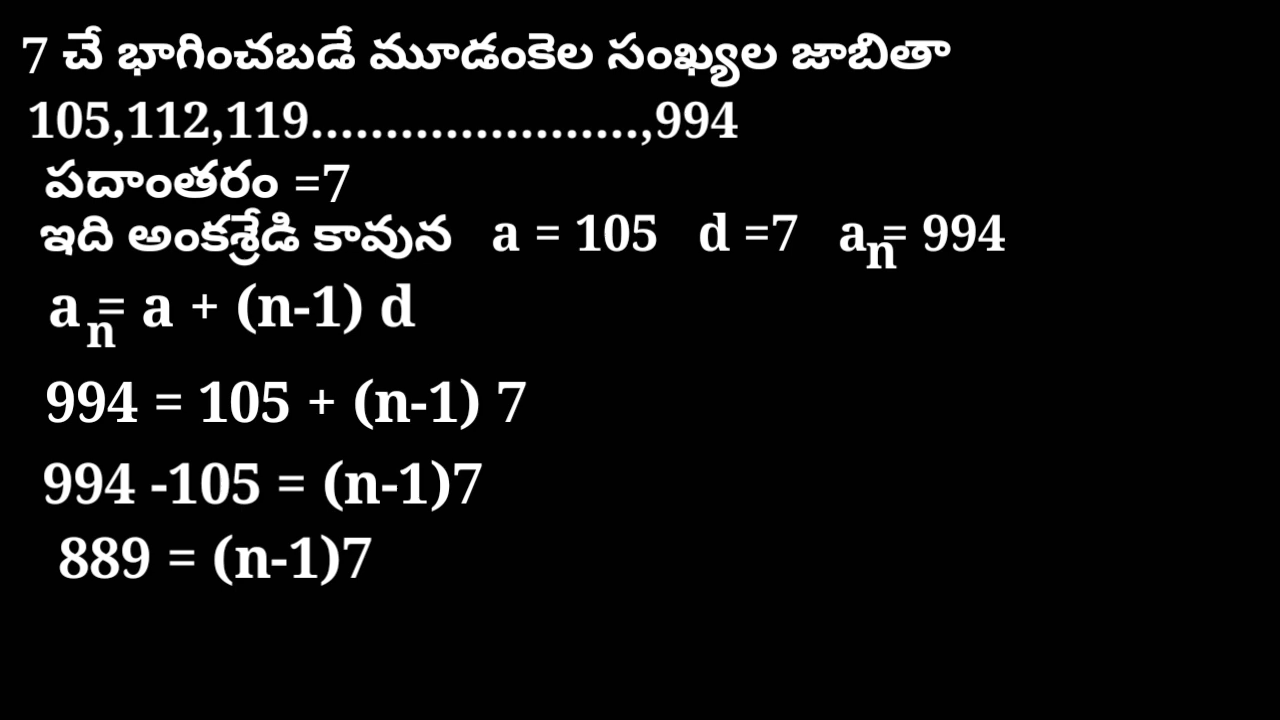 7 చే భాగించబడే మూడంకెల సంఖ్యల జాబితా
105,112,119......................,994
పదాంతరం =7
ఇది అంకశ్రేడి కావున a = 105 d =7 aₙ= 994
aₙ= a + (n-1) d
994 = 105 + (n-1) 7
994 -105 = (n-1)7
889 = (n-1)7